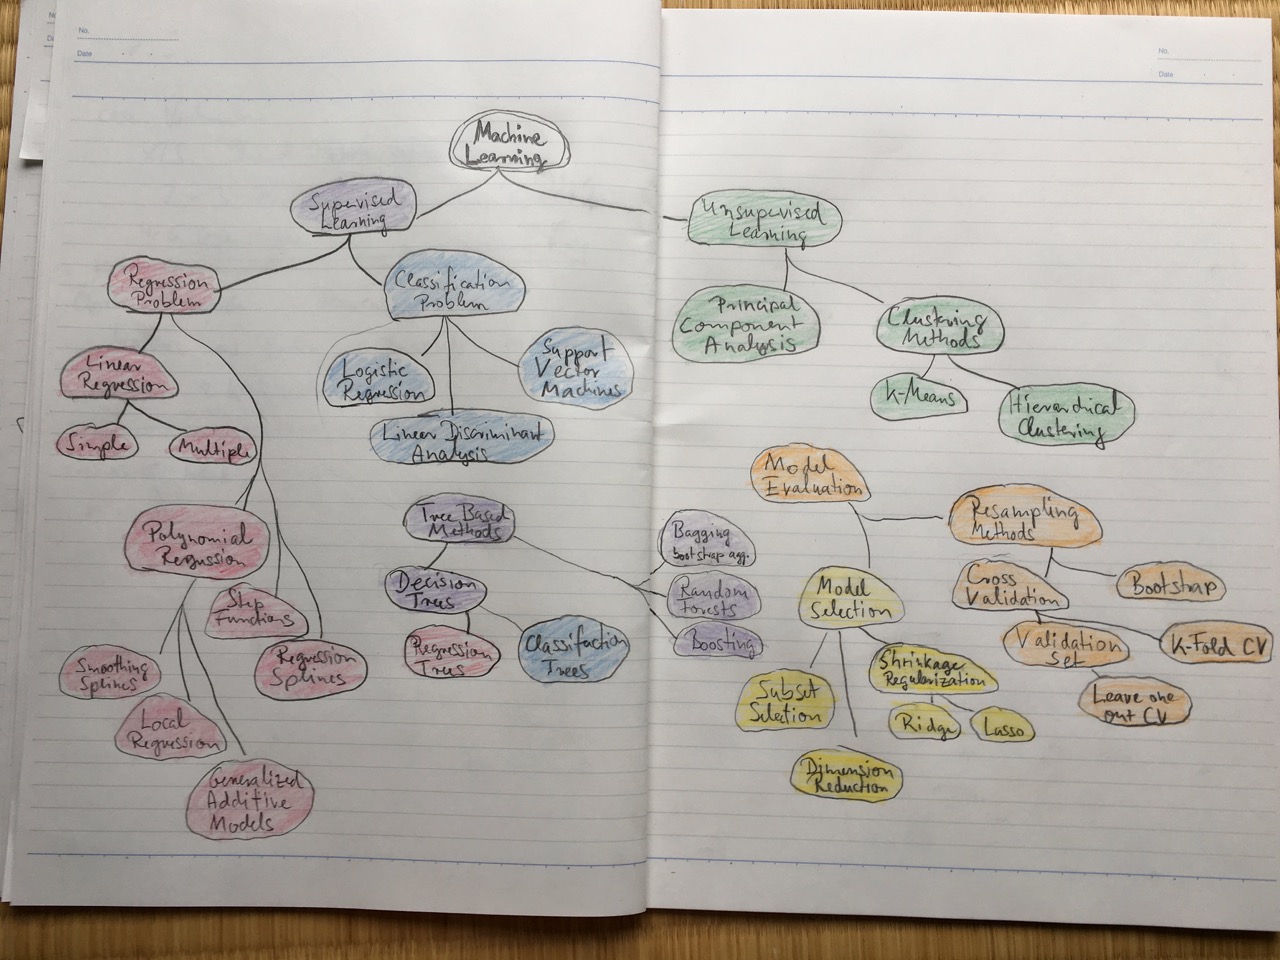 No.
Date
No.
Date
Machine
Learning
Supervised
Learning
Unsupervised
Learning
Regression
Problem
Classification
Problem
Principal
Component
Analysis
Clustering
Methods
Linear
Regression
Logistic
Regression
Support
Vector
Machines
K-Means
Hierarchical
Clustering
Simple
Multiple
Linear Discriminant
Analysis
Model
Evaluation
Resampling
Methods
Polynomial
Regression
Tree Based
Methods
Bagging
bootstrap agg.
Decision
Trees
Random
Forests
Boosting
Model
Selection
Cross
Validation
Bootstrap
Step
Functions
Regression
Trees
Classifaction
Trees
Validation
Set
K-Fold CV
Smoothing
Splines
Regression
Splines
Shrinkage
Regularization
Subset
Selection
Leave one
out CV
Local
Regression
Ridge
Lasso
Generalized
Additive
Models
Dimension
Reduction